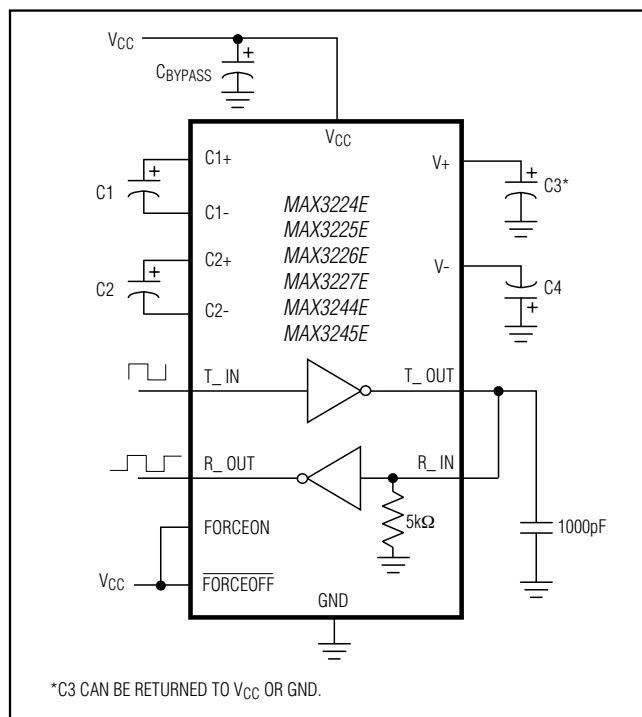 VCC
CBYPASS
+
VCC
C1+
V+
C1
+
C3*
+
C1-
MAX3224E
MAX3225E
C2+
MAX3226E
V-
C2
+
MAX3227E
C4
+
C2-
MAX3244E
MAX3245E
T_ IN
T_ OUT
R_ OUT
R_ IN
5kΩ
1000pF
FORCEON
VCC
FORCEOFF
GND
*C3 CAN BE RETURNED TO VCC OR GND.